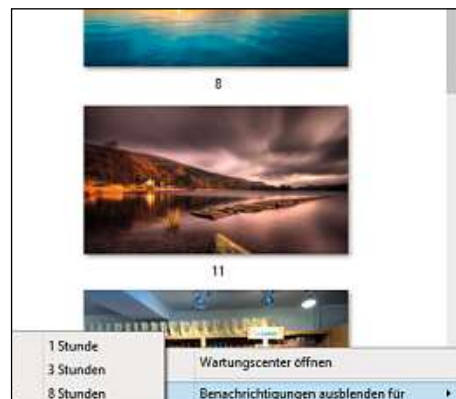 8
11
1 Stunde
3 Stunden
8 Stunden
Wartungscenter öffnen
Benachrichtigungen ausblenden für